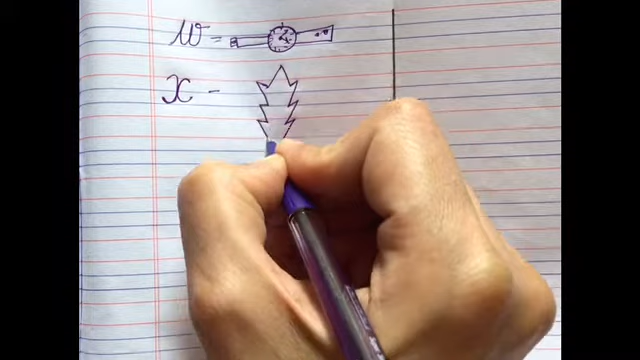 w =
x -